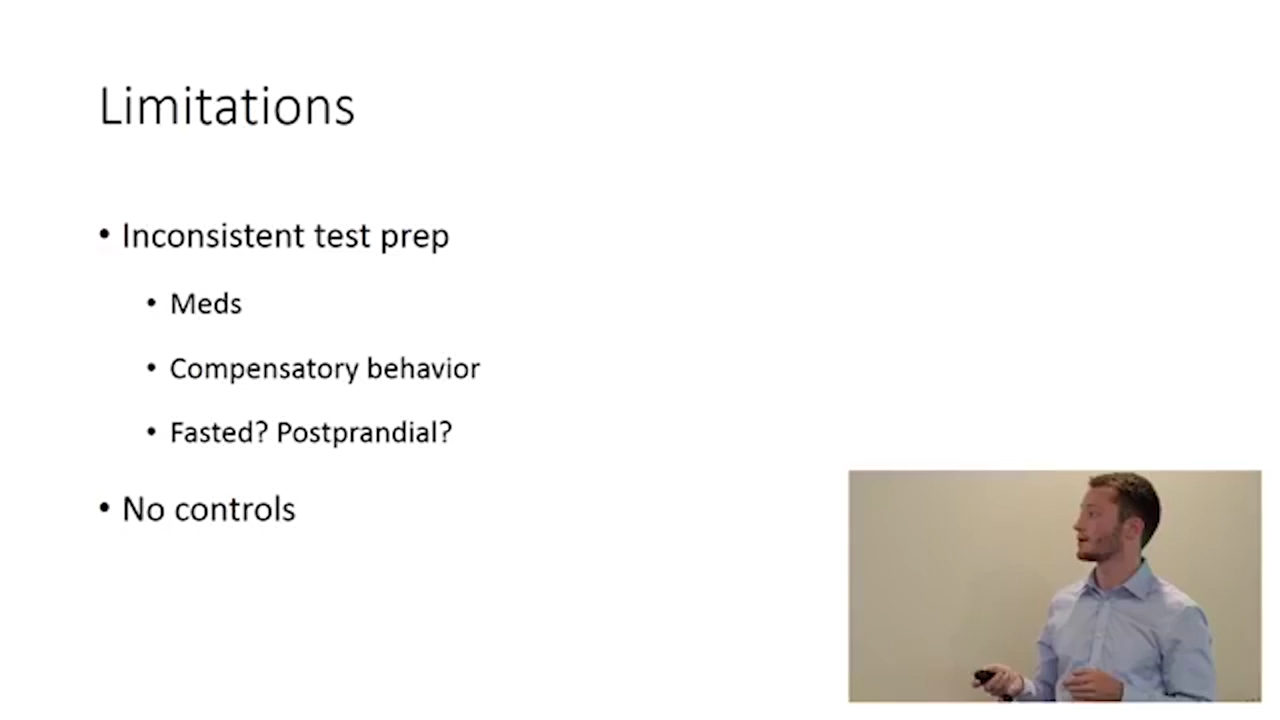 Limitations
• Inconsistent test prep
• Meds
• Compensatory behavior
• Fasted? Postprandial?
• No controls